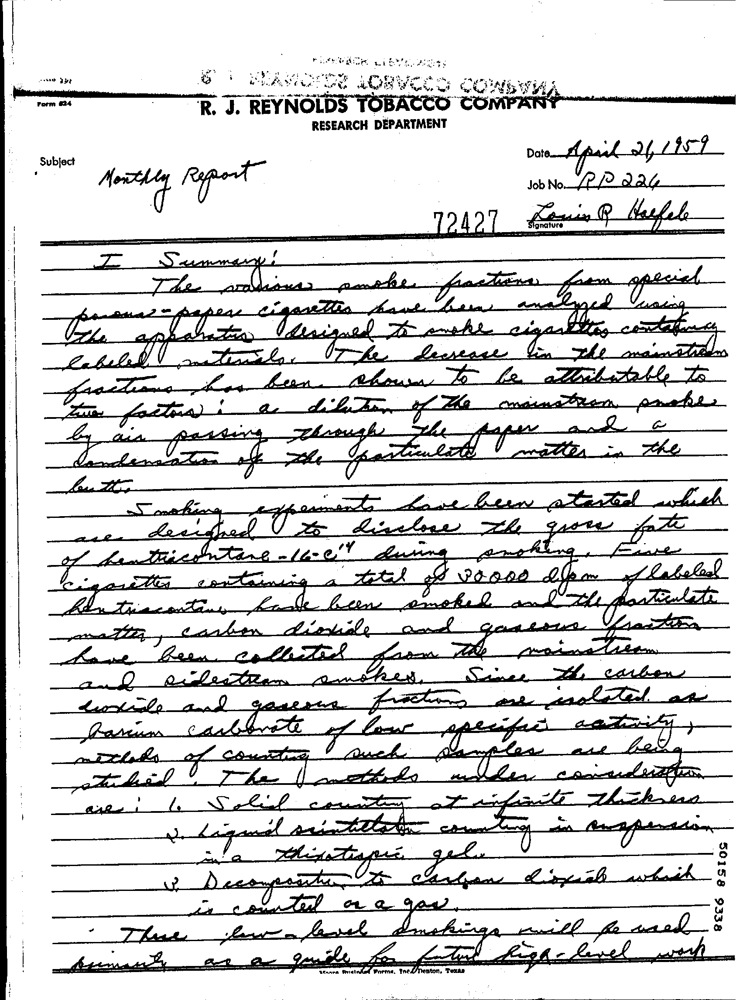 R. J. REYNOLDS TOBACCO COMPANY
Form #24
R. J. REYNOLDS TOBACCO COMPANY
RESEARCH DEPARTMENT
Subject Monthly Report
Date April 21, 1959
Job No. RP 226
72427
Louis R Haefele
Signature
I Summary:
The various smoke fractions from special
porous-paper cigarettes have been analyzed using
the apparatus designed to smoke cigarettes containing
labeled materials. The decrease in the mainstream
fractions has been shown to be attributable to
two factors: a dilution of the mainstream smoke
by air passing through the paper and a
condensation of the particulate matter in the
butt.
Smoking experiments have been started which
are designed to disclose the gross fate
of hentriacontane-16-C14 during smoking. Five
cigarettes containing a total of 30000 dpm of labeled
hentriacontane have been smoked and the particulate
matter, carbon dioxide and gaseous fraction
have been collected from the mainstream
and sidestream smokes. Since the carbon
dioxide and gaseous fractions are isolated as
barium carbonate of low specific activity,
methods of counting such samples are being
studied. The methods under consideration
are: 1. Solid counting at infinite thickness
2. Liquid scintillation counting in suspension
in a thixotropic gel.
3. Decomposition to carbon dioxide which
is counted as a gas.
These low-level smokings will be used
primarily as a guide for future high-level work
50158 9338